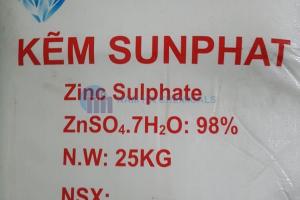 KẼM SUNPHAT
Zinc Sulphate
ZnSO₄.7H₂O: 98%
N.W: 25KG
NSX: